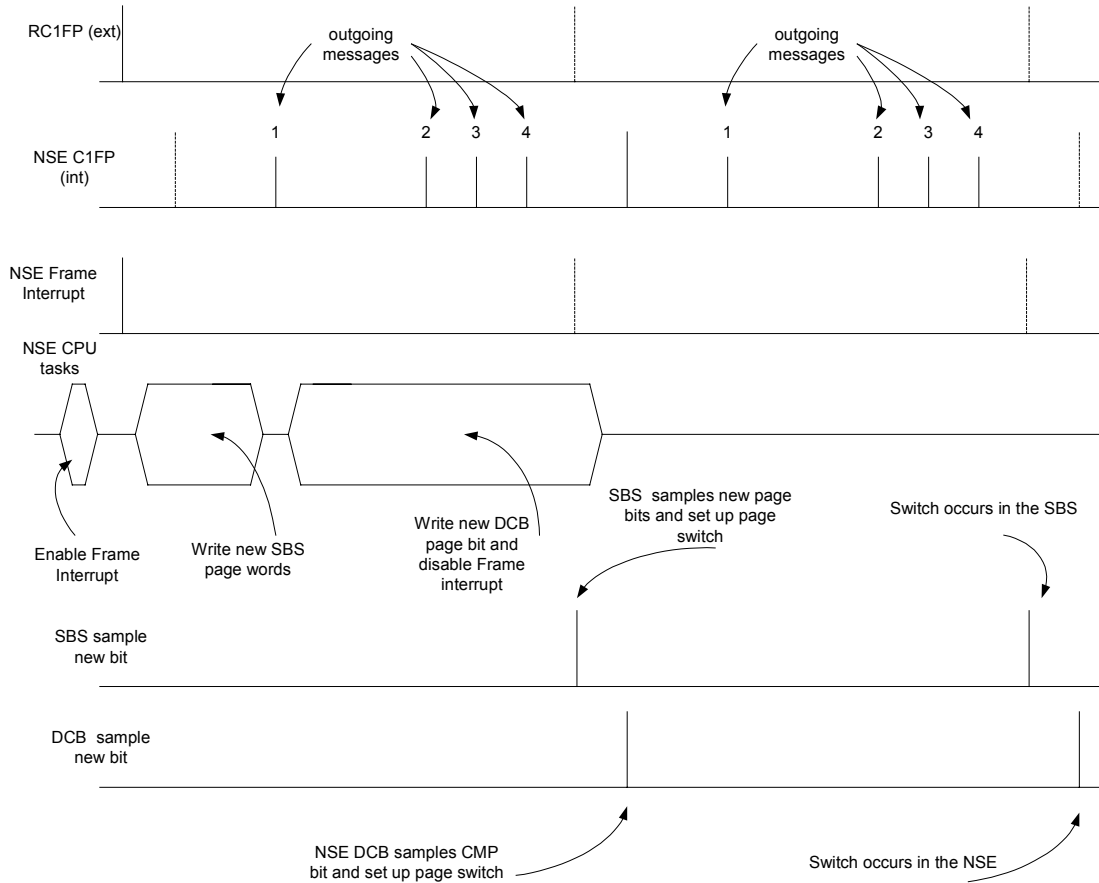 RC1FP (ext)
outgoing
messages
outgoing
messages
1
2
3
4
1
2
3
4
NSE C1FP
(int)
NSE Frame
Interrupt
NSE CPU
tasks
Enable Frame
Interrupt
Write new SBS
page words
Write new DCB
page bit and
disable Frame
interrupt
SBS samples new page
bits and set up page
switch
Switch occurs in the SBS
SBS sample
new bit
DCB sample
new bit
NSE DCB samples CMP
bit and set up page switch
Switch occurs in the NSE